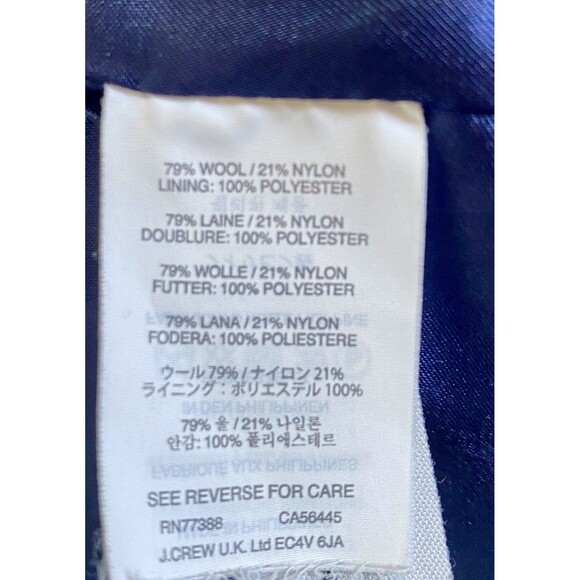 79% WOOL / 21% NYLON
LINING: 100% POLYESTER
79% LAINE / 21% NYLON
DOUBLURE: 100% POLYESTER
79% WOLLE / 21% NYLON
FUTTER: 100% POLYESTER
79% LANA / 21% NYLON
FODERA: 100% POLIESTERE
ウール 79% / ナイロン 21%
ライニング: ポリエステル 100%
79% 울 / 21% 나일론
안감: 100% 폴리에스테르
SEE REVERSE FOR CARE
RN77388 CA56445
J.CREW U.K. Ltd EC4V 6JA